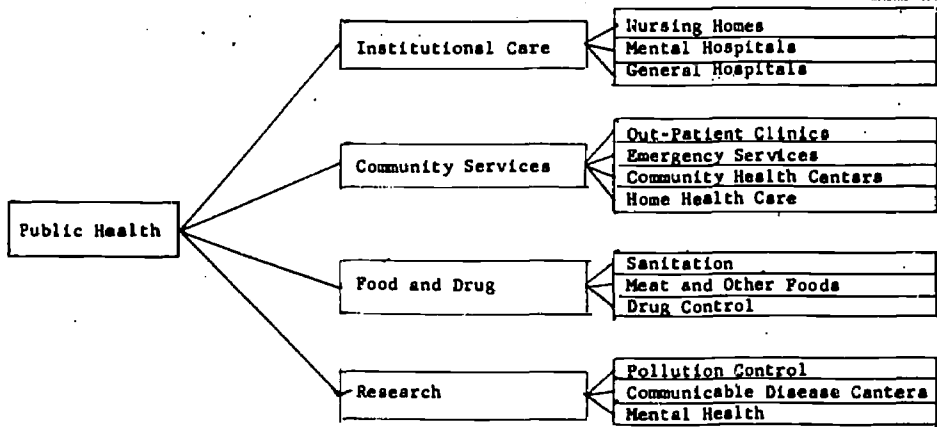 Public Health
Institutional Care
Nursing Homes
Mental Hospitals
General Hospitals
Community Services
Out-Patient Clinics
Emergency Services
Community Health Centers
Home Health Care
Food and Drug
Sanitation
Meat and Other Foods
Drug Control
Research
Pollution Control
Communicable Disease Centers
Mental Health